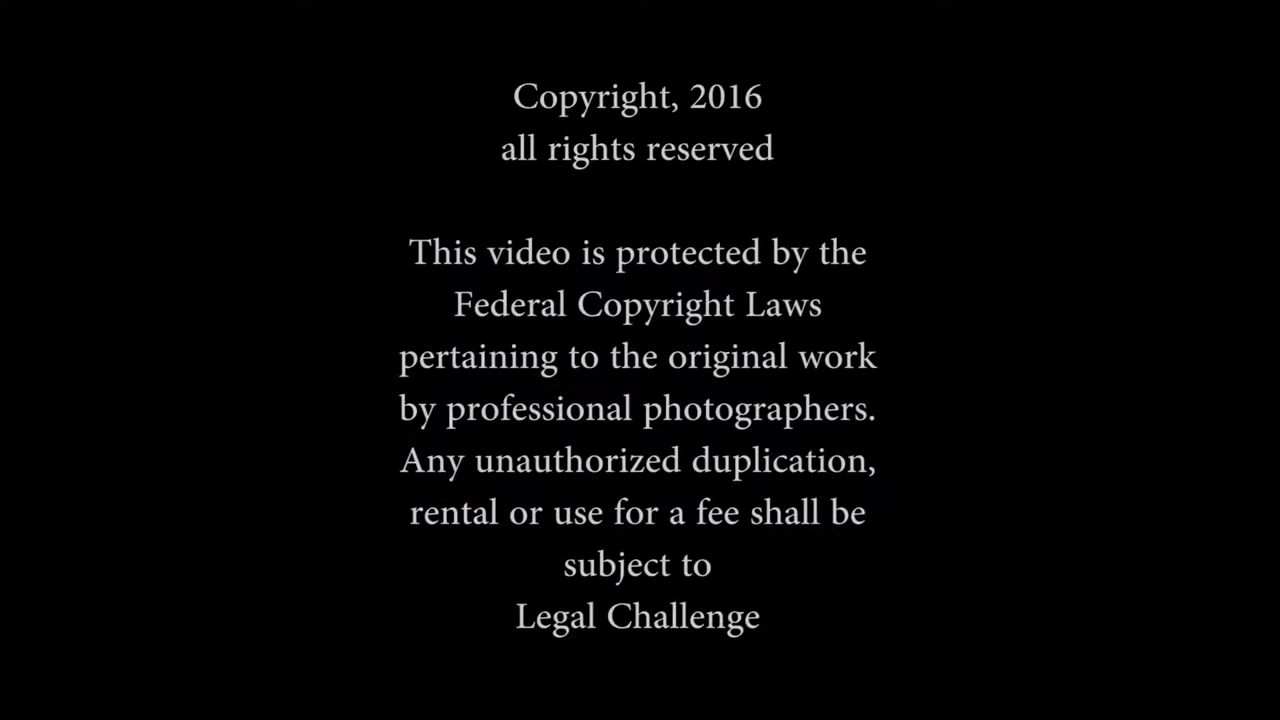 Copyright, 2016
all rights reserved
This video is protected by the
Federal Copyright Laws
pertaining to the original work
by professional photographers.
Any unauthorized duplication,
rental or use for a fee shall be
subject to
Legal Challenge